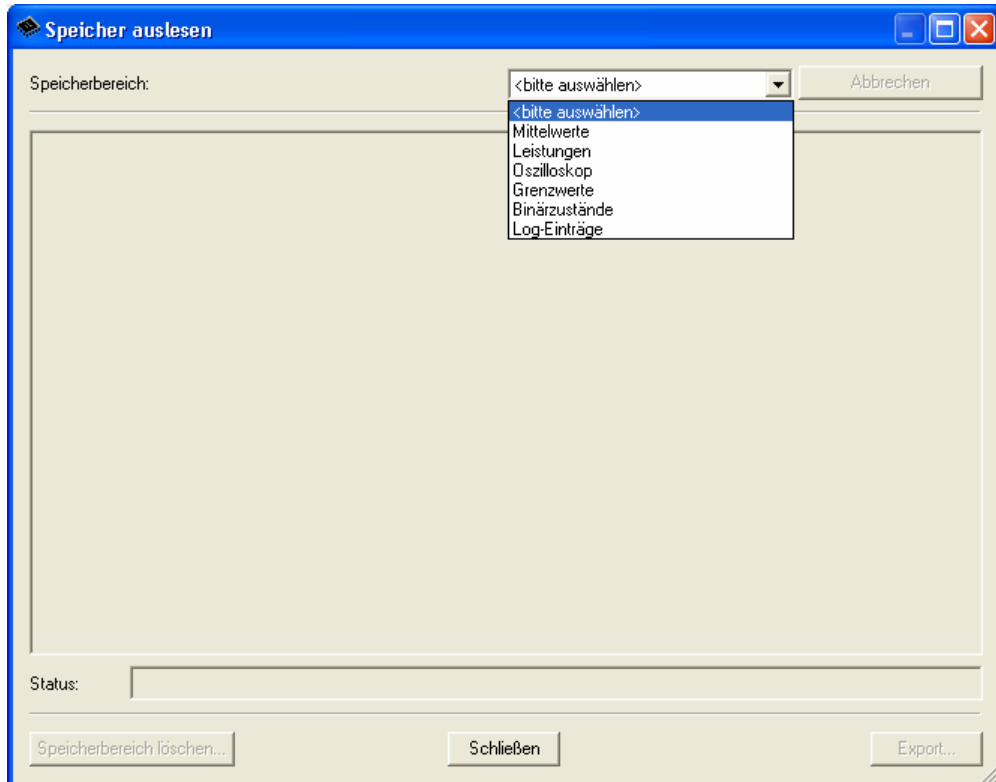 Speicher auslesen
Speicherbereich:
<bitte auswählen>
Abbrechen
<bitte auswählen>
Mittelwerte
Leistungen
Oszilloskop
Grenzwerte
Binärzustände
Log-Einträge
Status:
Speicherbereich löschen...
Schließen
Export...